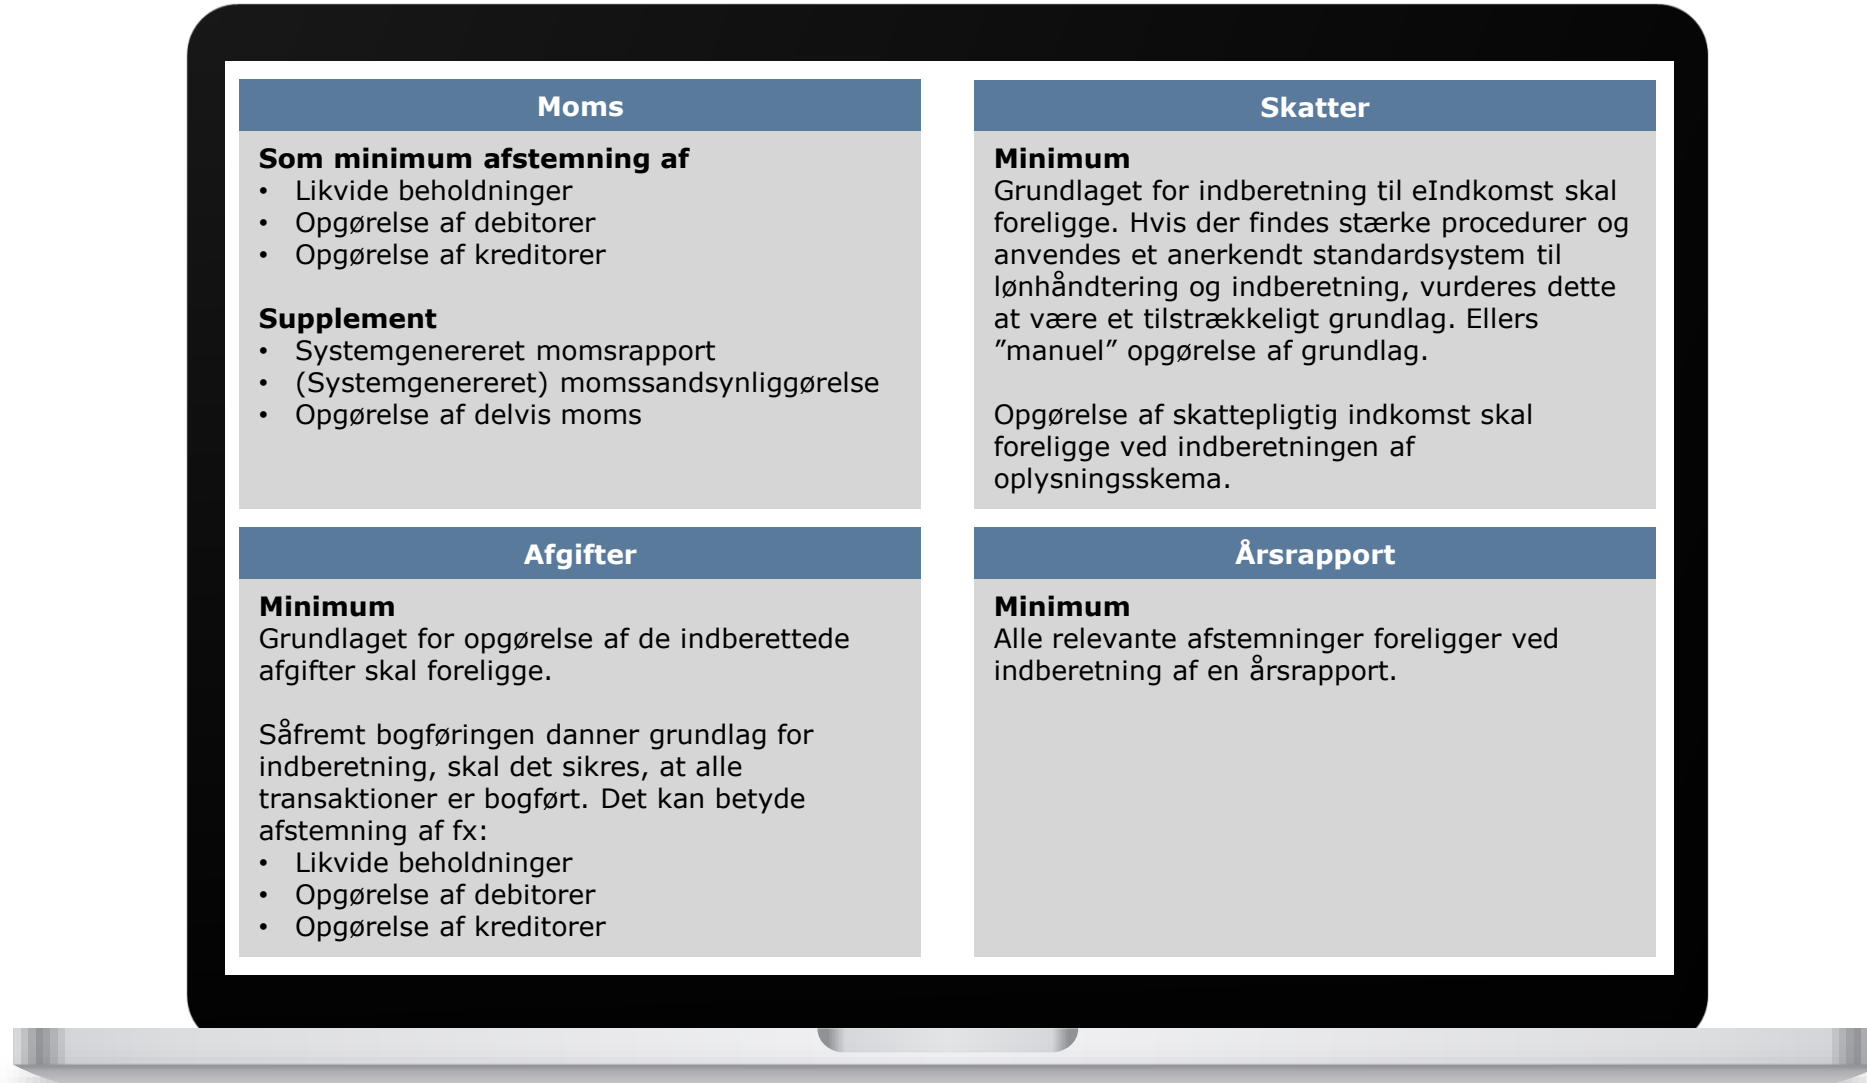 Moms
Som minimum afstemning af
• Likvide beholdninger
• Opgørelse af debitorer
• Opgørelse af kreditorer
Supplement
• Systemgenereret momsrapport
• (Systemgenereret) momssandsynliggørelse
• Opgørelse af delvis moms
Skatter
Minimum
Grundlaget for indberetning til eIndkomst skal
foreligge. Hvis der findes stærke procedurer og
anvendes et anerkendt standardsystem til
lønhåndtering og indberetning, vurderes dette
at være et tilstrækkeligt grundlag. Ellers
”manuel” opgørelse af grundlag.
Opgørelse af skattepligtig indkomst skal
foreligge ved indberetningen af
oplysningsskema.
Afgifter
Minimum
Grundlaget for opgørelse af de indberettede
afgifter skal foreligge.
Såfremt bogføringen danner grundlag for
indberetning, skal det sikres, at alle
transaktioner er bogført. Det kan betyde
afstemning af fx:
• Likvide beholdninger
• Opgørelse af debitorer
• Opgørelse af kreditorer
Årsrapport
Minimum
Alle relevante afstemninger foreligger ved
indberetning af en årsrapport.